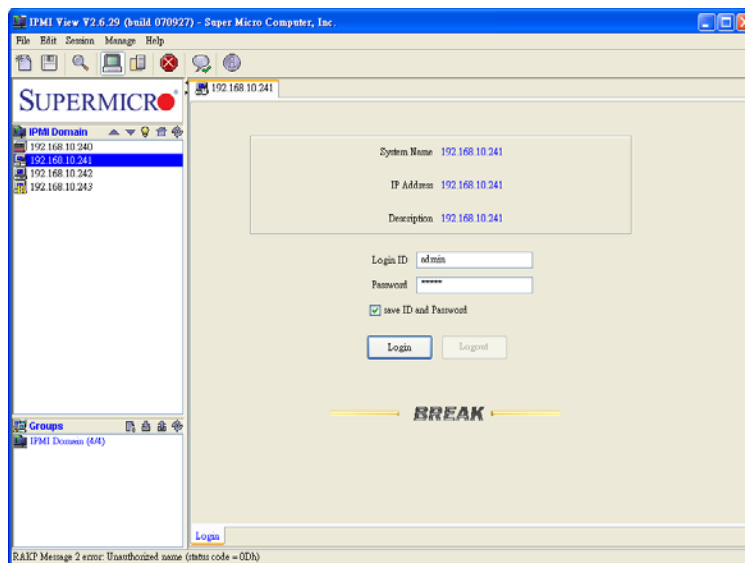 IPMI View V2.6.29 (build 070927) - Super Micro Computer, Inc.
File Edit Session Manage Help
SUPERMICRO
192.168.10.241
IPMI Domain
192.168.10.240
192.168.10.241
192.168.10.242
192.168.10.243
System Name 192.168.10.241
IP Address 192.168.10.241
Description 192.168.10.241
Login ID admin
Password *****
save ID and Password
Login Logout
BREAK
Groups
IPMI Domain (4/4)
Login
RAKP Message 2 error: Unauthorized name (status code = 0Dh)